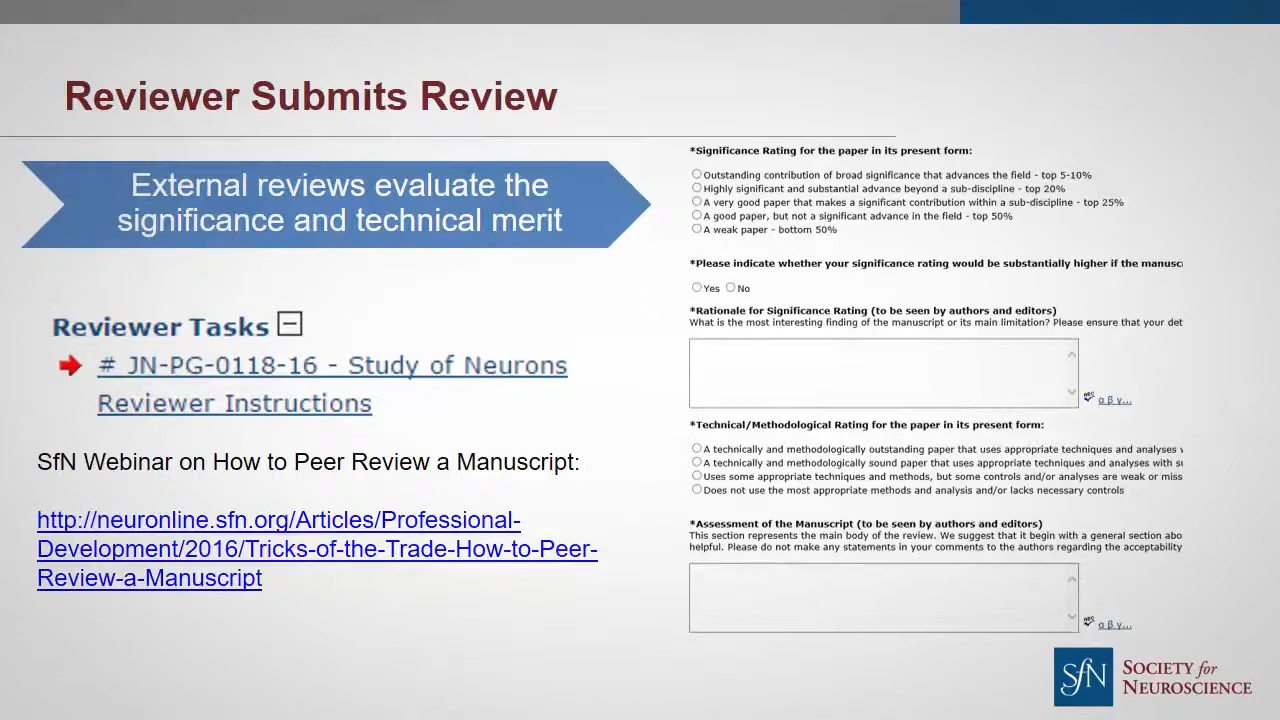 Reviewer Submits Review
External reviews evaluate the
significance and technical merit
Reviewer Tasks
# JN-PG-0118-16 - Study of Neurons
Reviewer Instructions
SfN Webinar on How to Peer Review a Manuscript:
http://neuronline.sfn.org/Articles/Professional-
Development/2016/Tricks-of-the-Trade-How-to-Peer-
Review-a-Manuscript
*Significance Rating for the paper in its present form:
Outstanding contribution of broad significance that advances the field - top 5-10%
Highly significant and substantial advance beyond a sub-discipline - top 20%
A very good paper that makes a significant contribution within a sub-discipline - top 25%
A good paper, but not a significant advance in the field - top 50%
A weak paper - bottom 50%
*Please indicate whether your significance rating would be substantially higher if the manusc
Yes No
*Rationale for Significance Rating (to be seen by authors and editors)
What is the most interesting finding of the manuscript or its main limitation? Please ensure that your det
ABC
α β γ...
*Technical/Methodological Rating for the paper in its present form:
A technically and methodologically outstanding paper that uses appropriate techniques and analyses
A technically and methodologically sound paper that uses appropriate techniques and analyses with su
Uses some appropriate techniques and methods, but some controls and/or analyses are weak or miss
Does not use the most appropriate methods and analysis and/or lacks necessary controls
*Assessment of the Manuscript (to be seen by authors and editors)
This section represents the main body of the review. We suggest that it begin with a general section abo
helpful. Please do not make any statements in your comments to the authors regarding the acceptability
ABC
α β γ...
SfN
SOCIETY for
NEUROSCIENCE